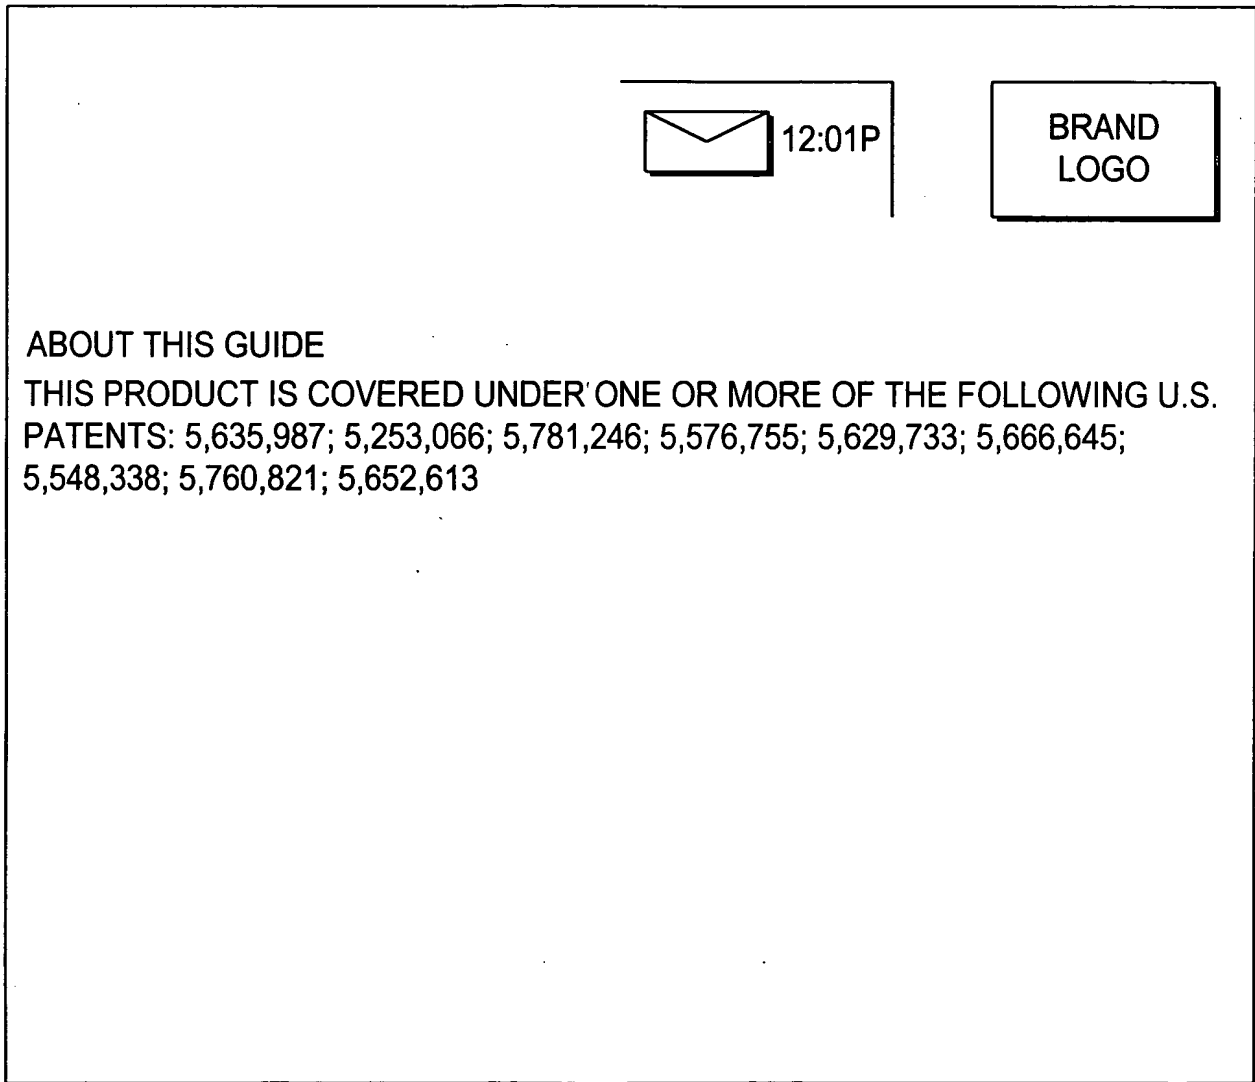 12:01P
BRAND
LOGO
ABOUT THIS GUIDE
THIS PRODUCT IS COVERED UNDER ONE OR MORE OF THE FOLLOWING U.S.
PATENTS: 5,635,987; 5,253,066; 5,781,246; 5,576,755; 5,629,733; 5,666,645;
5,548,338; 5,760,821; 5,652,613